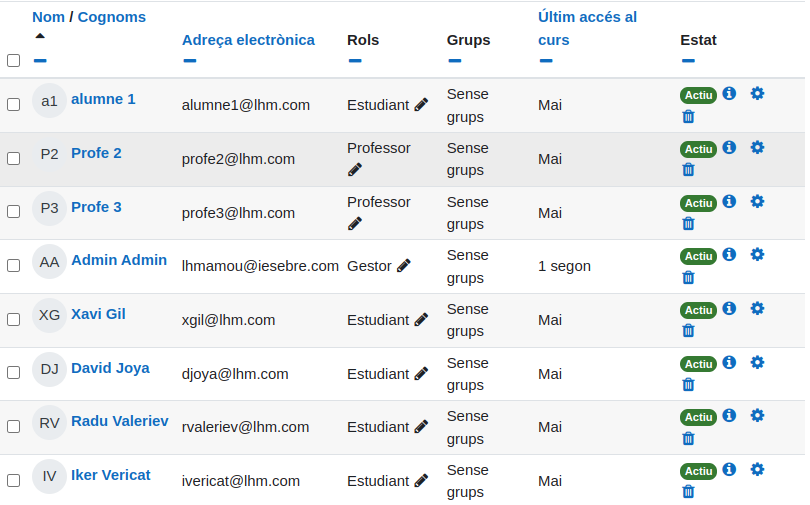 Nom / Cognoms
Adreça electrònica
Rols
Grups
Últim accés al
curs
Estat
a1 alumne 1
alumne1@lhm.com
Estudiant
Sense
grups
Mai
Actiu
P2 Profe 2
profe2@lhm.com
Professor
Sense
grups
Mai
Actiu
P3 Profe 3
profe3@lhm.com
Professor
Sense
grups
Mai
Actiu
AA Admin Admin
lhmamou@iesebre.com
Gestor
Sense
grups
1 segon
Actiu
XG Xavi Gil
xgil@lhm.com
Estudiant
Sense
grups
Mai
Actiu
DJ David Joya
djoya@lhm.com
Estudiant
Sense
grups
Mai
Actiu
RV Radu Valeriev
rvaleriev@lhm.com
Estudiant
Sense
grups
Mai
Actiu
IV Iker Vericat
ivericat@lhm.com
Estudiant
Sense
grups
Mai
Actiu